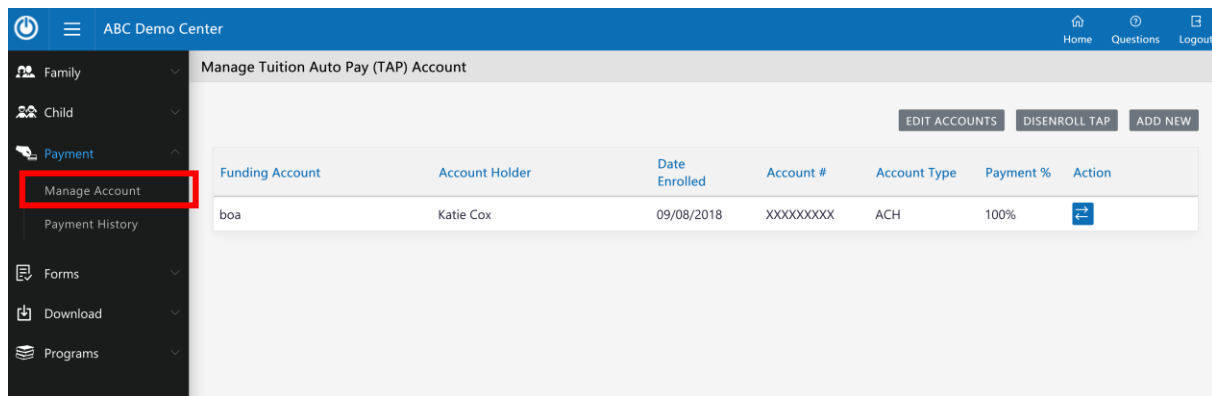 ABC Demo Center
Home Questions Logout
Family
Child
Payment
Manage Account
Payment History
Forms
Download
Programs
Manage Tuition Auto Pay (TAP) Account
EDIT ACCOUNTS DISENROLL TAP ADD NEW
Funding Account Account Holder Date Enrolled Account # Account Type Payment % Action
boa Katie Cox 09/08/2018 XXXXXXXXX ACH 100%